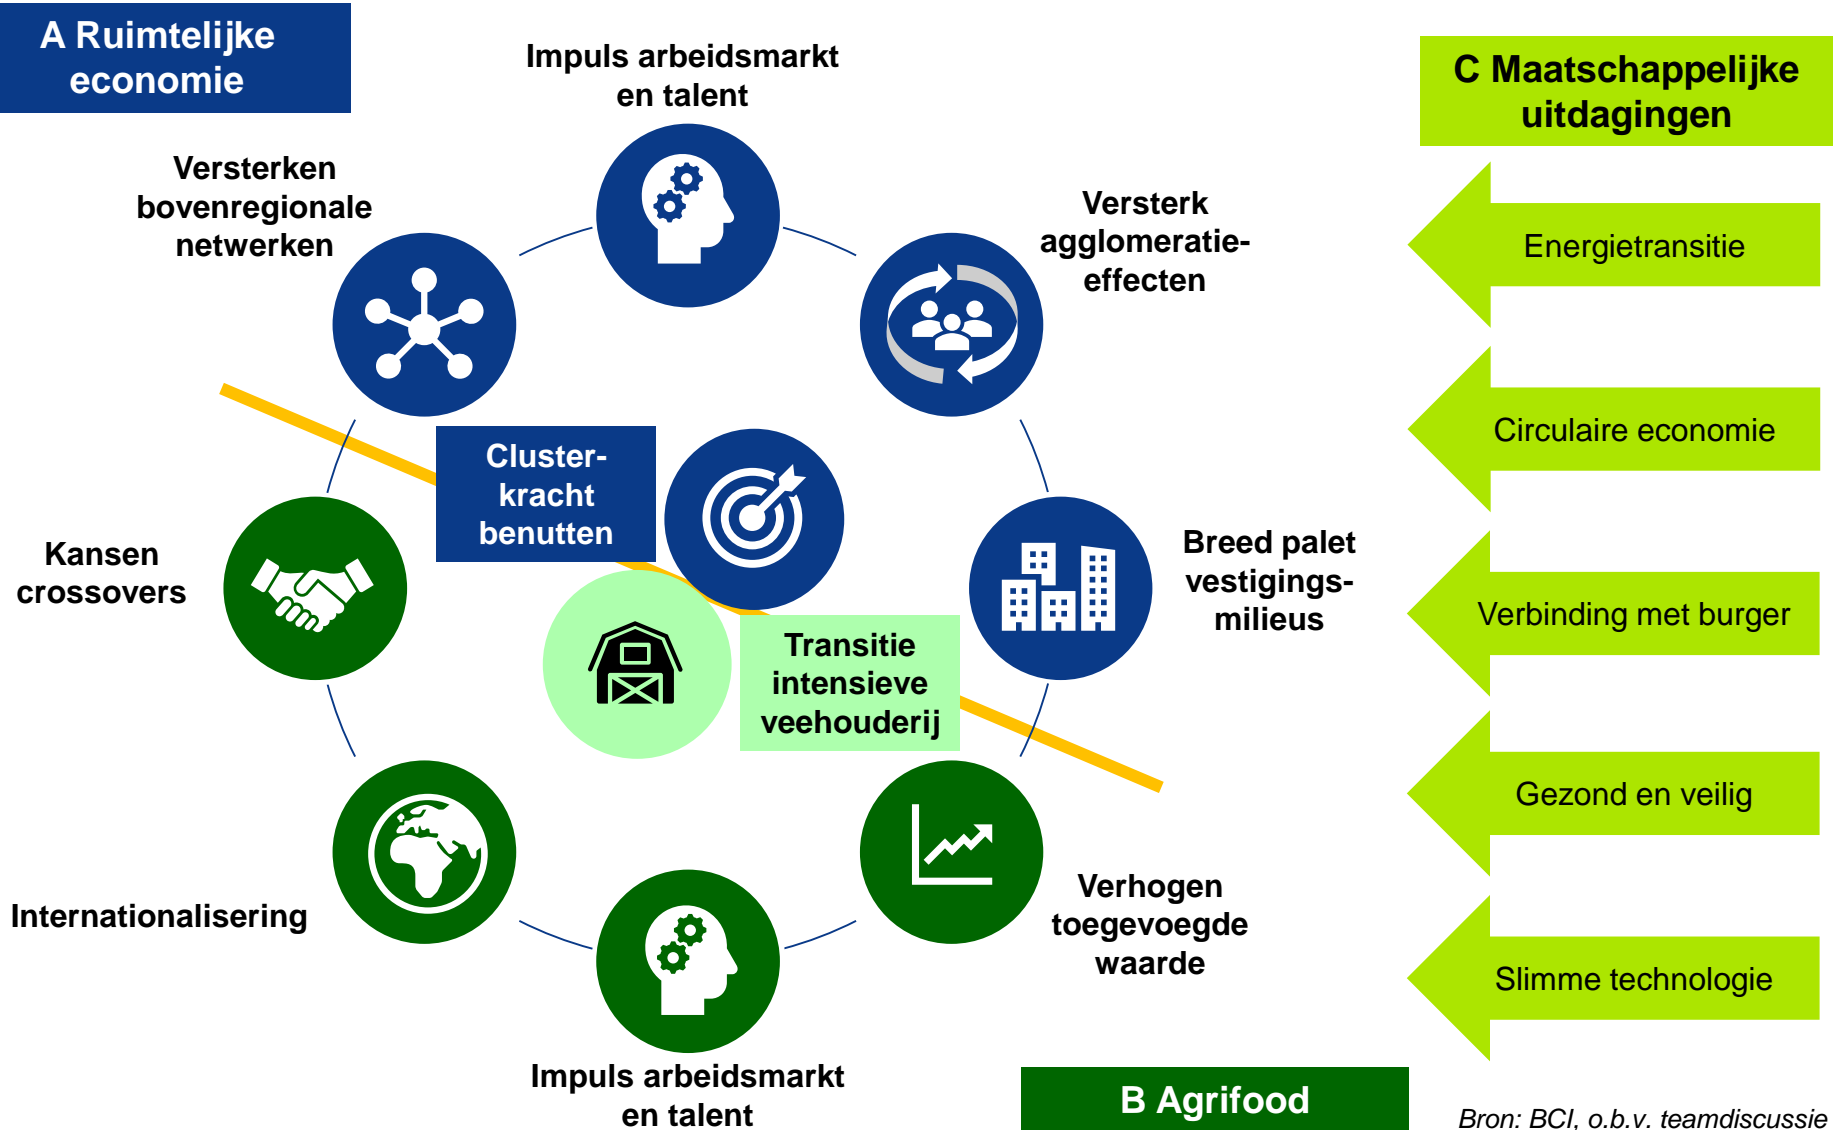 A Ruimtelijke
economie
Impuls arbeidsmarkt
en talent
C Maatschappelijke
uitdagingen
Versterken
bovenregionale
netwerken
Versterk
agglomeratie-
effecten
Energietransitie
Circulaire economie
Cluster-
kracht
benutten
Kansen
crossovers
Breed palet
vestigings-
milieus
Verbinding met burger
Transitie
intensieve
veehouderij
Gezond en veilig
Internationalisering
Verhogen
toegevoegde
waarde
Slimme technologie
Impuls arbeidsmarkt
en talent
B Agrifood
Bron: BCI, o.b.v. teamdiscussie